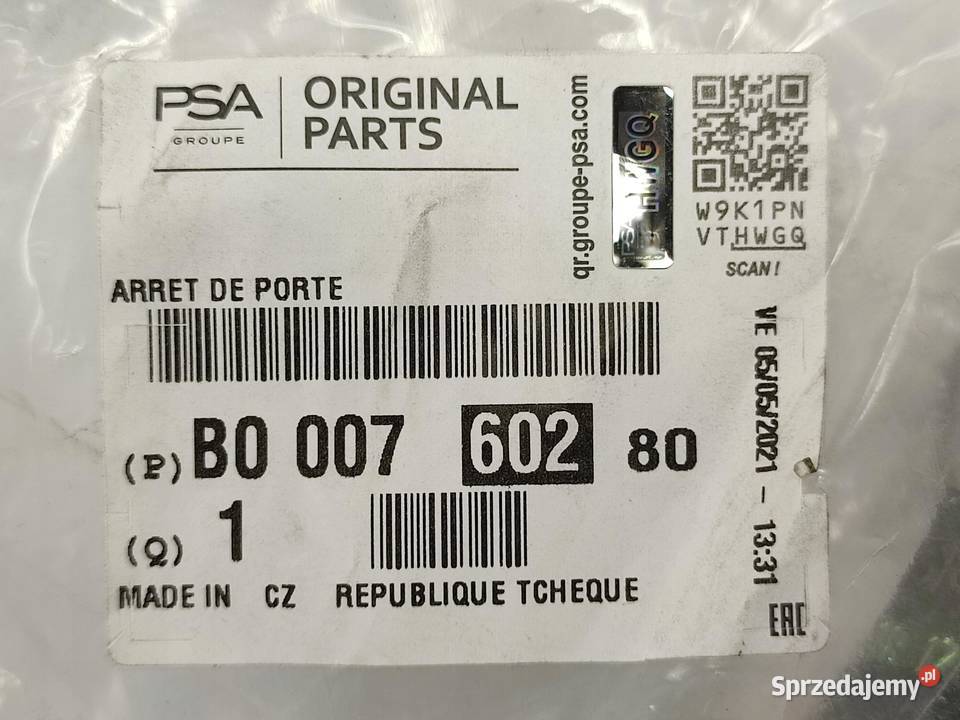 PSA
GROUPE
ORIGINAL
PARTS
qr.groupe-psa.com
HWGQ
W9K1PN
VTHWGQ
SCAN!
ARRET DE PORTE
VE 05/05/2021 - 13:31
(P) B0 007 602 80
(Q) 1
MADE IN CZ REPUBLIQUE TCHEQUE
EAC
Sprzedajemy.pl